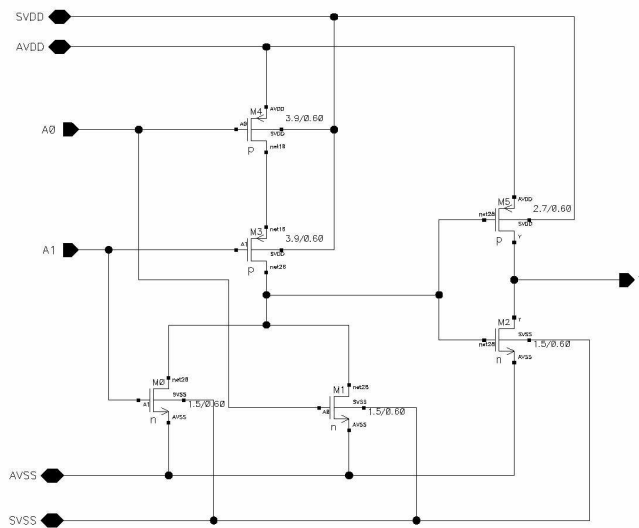 SVDD
AVDD
M4
AVDD
3.9/0.60
A0
A0
SVDD
p
net18
M3
net18
3.9/0.60
A1
A1
SVDD
p
net28
M5
AVDD
2.7/0.60
net28
SVDD
p
Y
M2
Y
SVSS
1.5/0.60
net28
AVSS
n
M0
net28
SVSS
1.5/0.60
A1
AVSS
n
M1
net28
SVSS
1.5/0.60
A0
AVSS
n
AVSS
SVSS